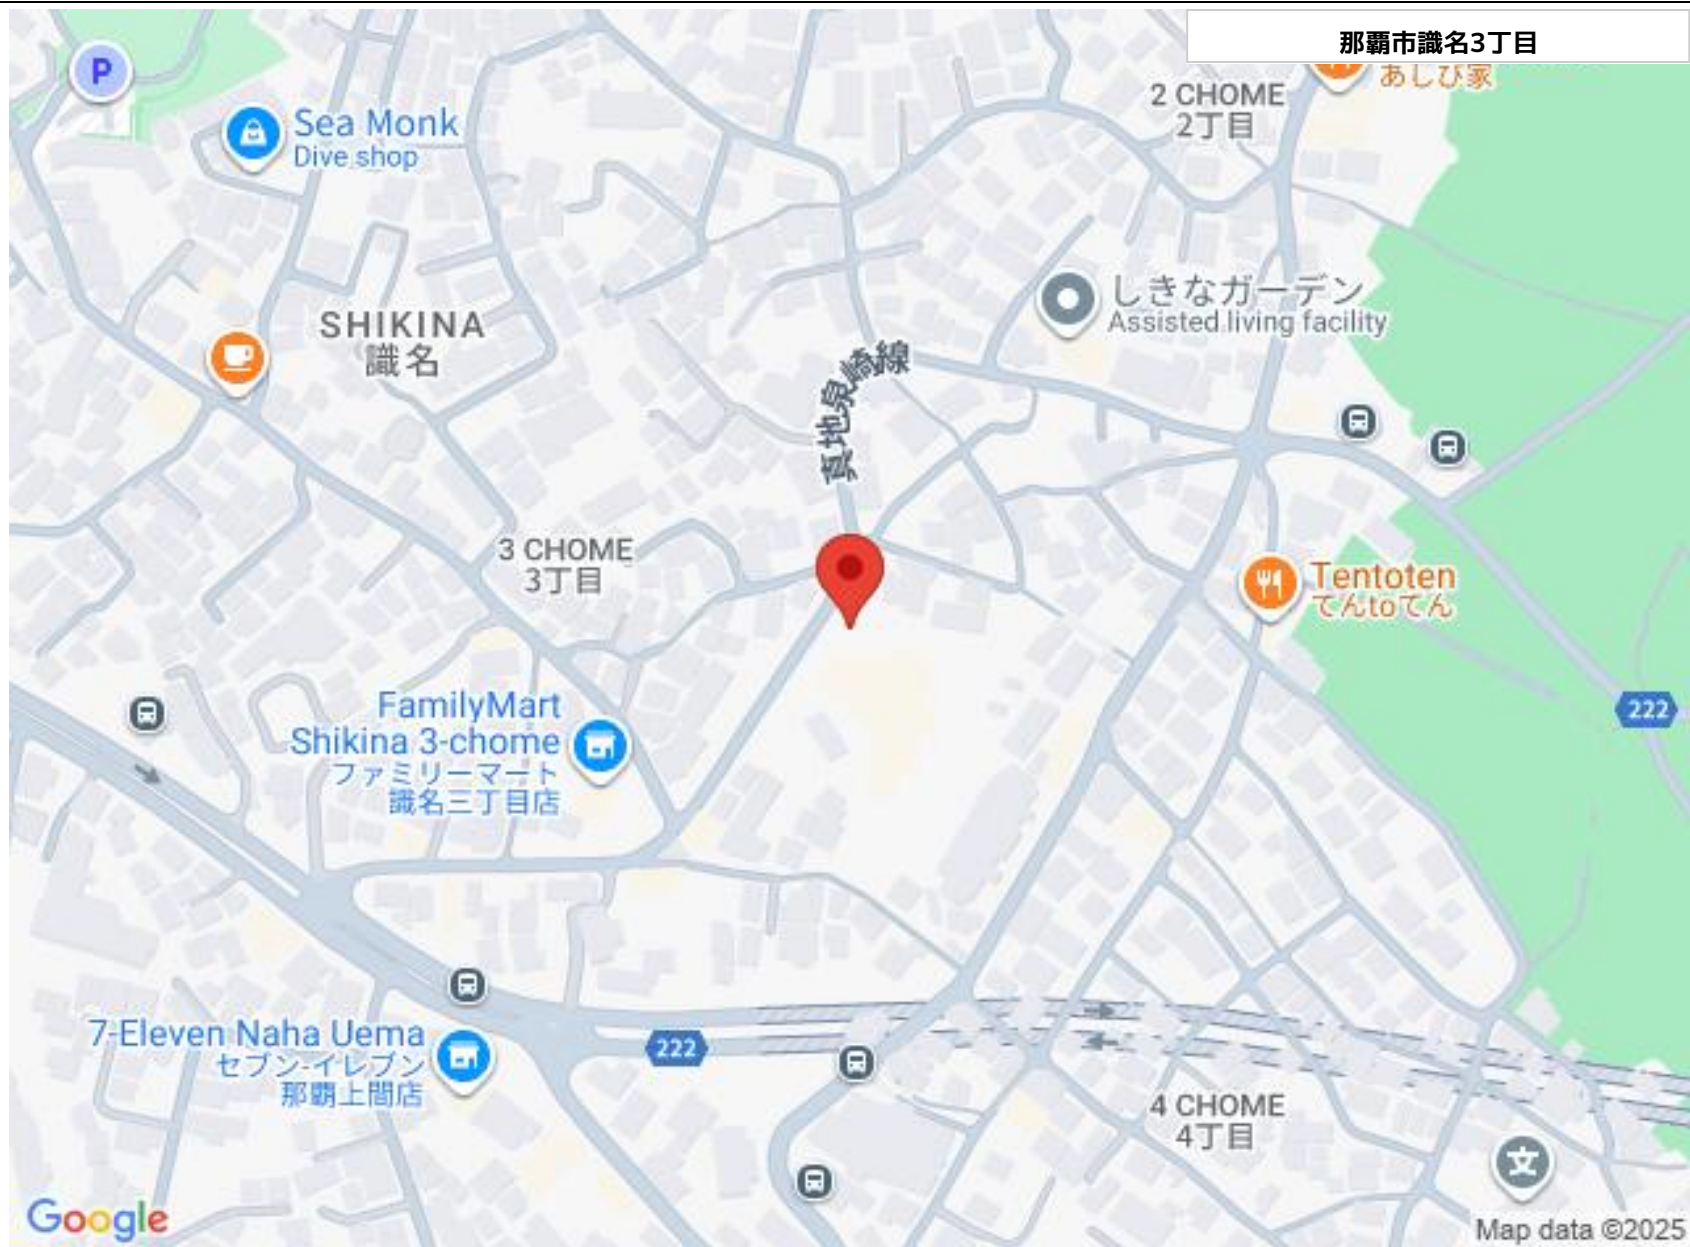 那覇市識名3丁目
P
Sea Monk
Dive shop
2 CHOME
2丁目
あしび家
SHIKINA
識名
しきなガーデン
Assisted living facility
真地泉崎線
3 CHOME
3丁目
Tentoten
てんtoてん
FamilyMart
Shikina 3-chome
ファミリーマート
識名三丁目店
222
7-Eleven Naha Uema
セブン-イレブン
那覇上間店
222
4 CHOME
4丁目
文
Google
Map data ©2025